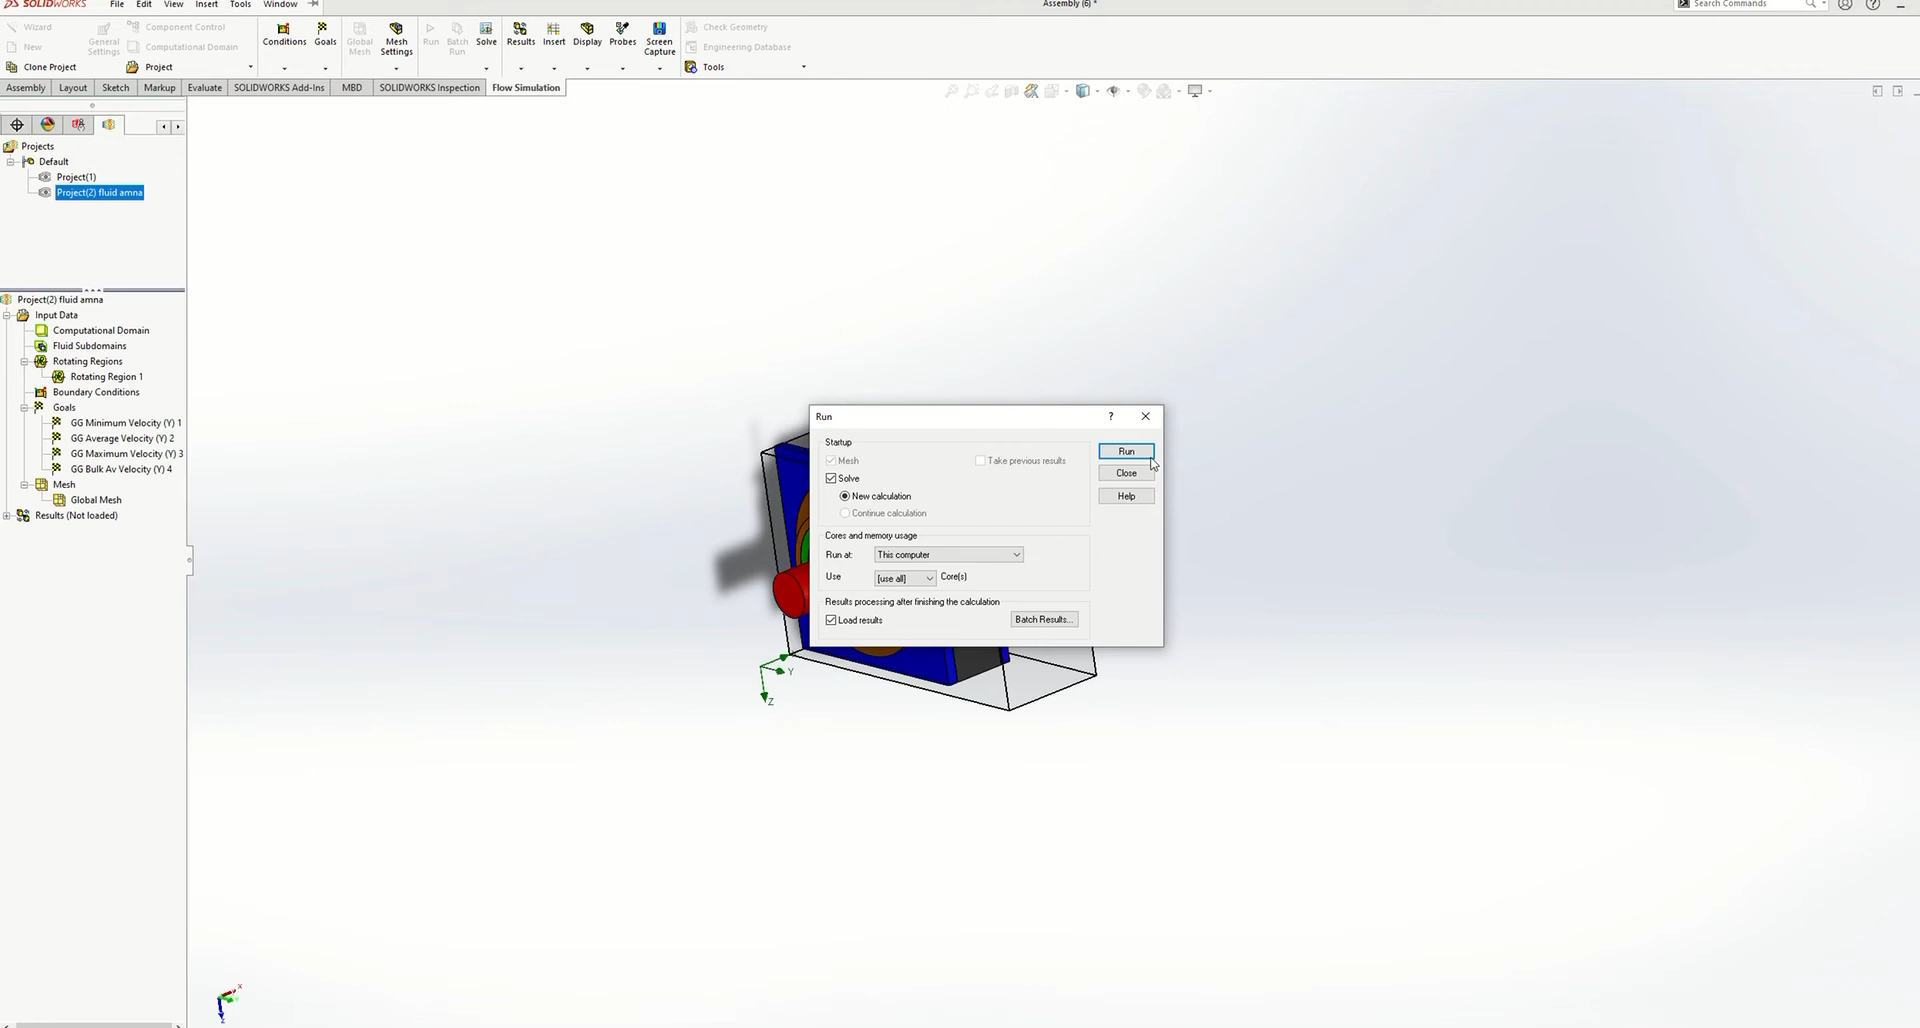 SOLIDWORKS File Edit View Insert Tools Window Assembly (6) * Search Commands ?
Wizard Component Control Check Geometry
New General Settings Computational Domain Conditions Goals Global Mesh Mesh Settings Run Batch Run Solve Results Insert Display Probes Screen Capture Engineering Database
Clone Project Project Tools
Assembly Layout Sketch Markup Evaluate SOLIDWORKS Add-Ins MBD SOLIDWORKS Inspection Flow Simulation
Projects
Default
Project(1)
Project(2) fluid amna
Project(2) fluid amna
Input Data
Computational Domain
Fluid Subdomains
Rotating Regions
Rotating Region 1
Boundary Conditions
Goals
GG Minimum Velocity (Y) 1
GG Average Velocity (Y) 2
GG Maximum Velocity (Y) 3
GG Bulk Av Velocity (Y) 4
Mesh
Global Mesh
Results (Not loaded)
Run ?
Startup
Mesh Take previous results
Solve
New calculation
Continue calculation
Cores and memory usage
Run at: This computer
Use [use all] Core(s)
Results processing after finishing the calculation
Load results Batch Results...
Run
Close
Help
Y
Z
X
Z